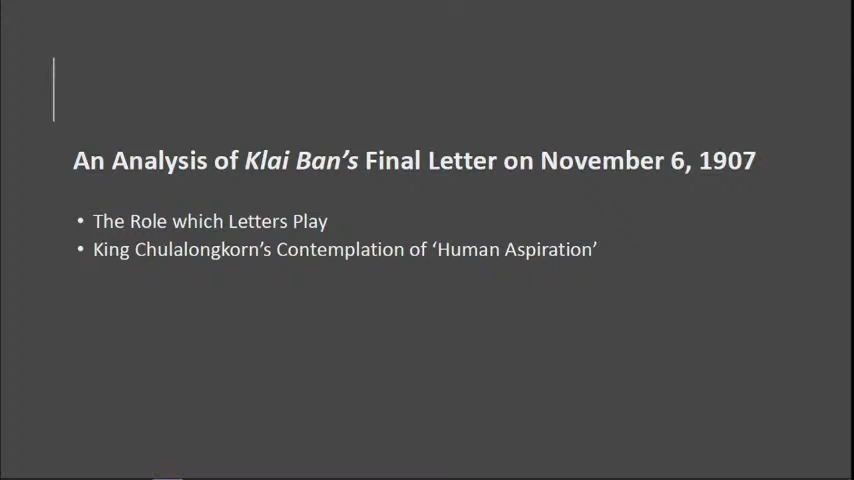 An Analysis of Klai Ban’s Final Letter on November 6, 1907
• The Role which Letters Play
• King Chulalongkorn’s Contemplation of ‘Human Aspiration’